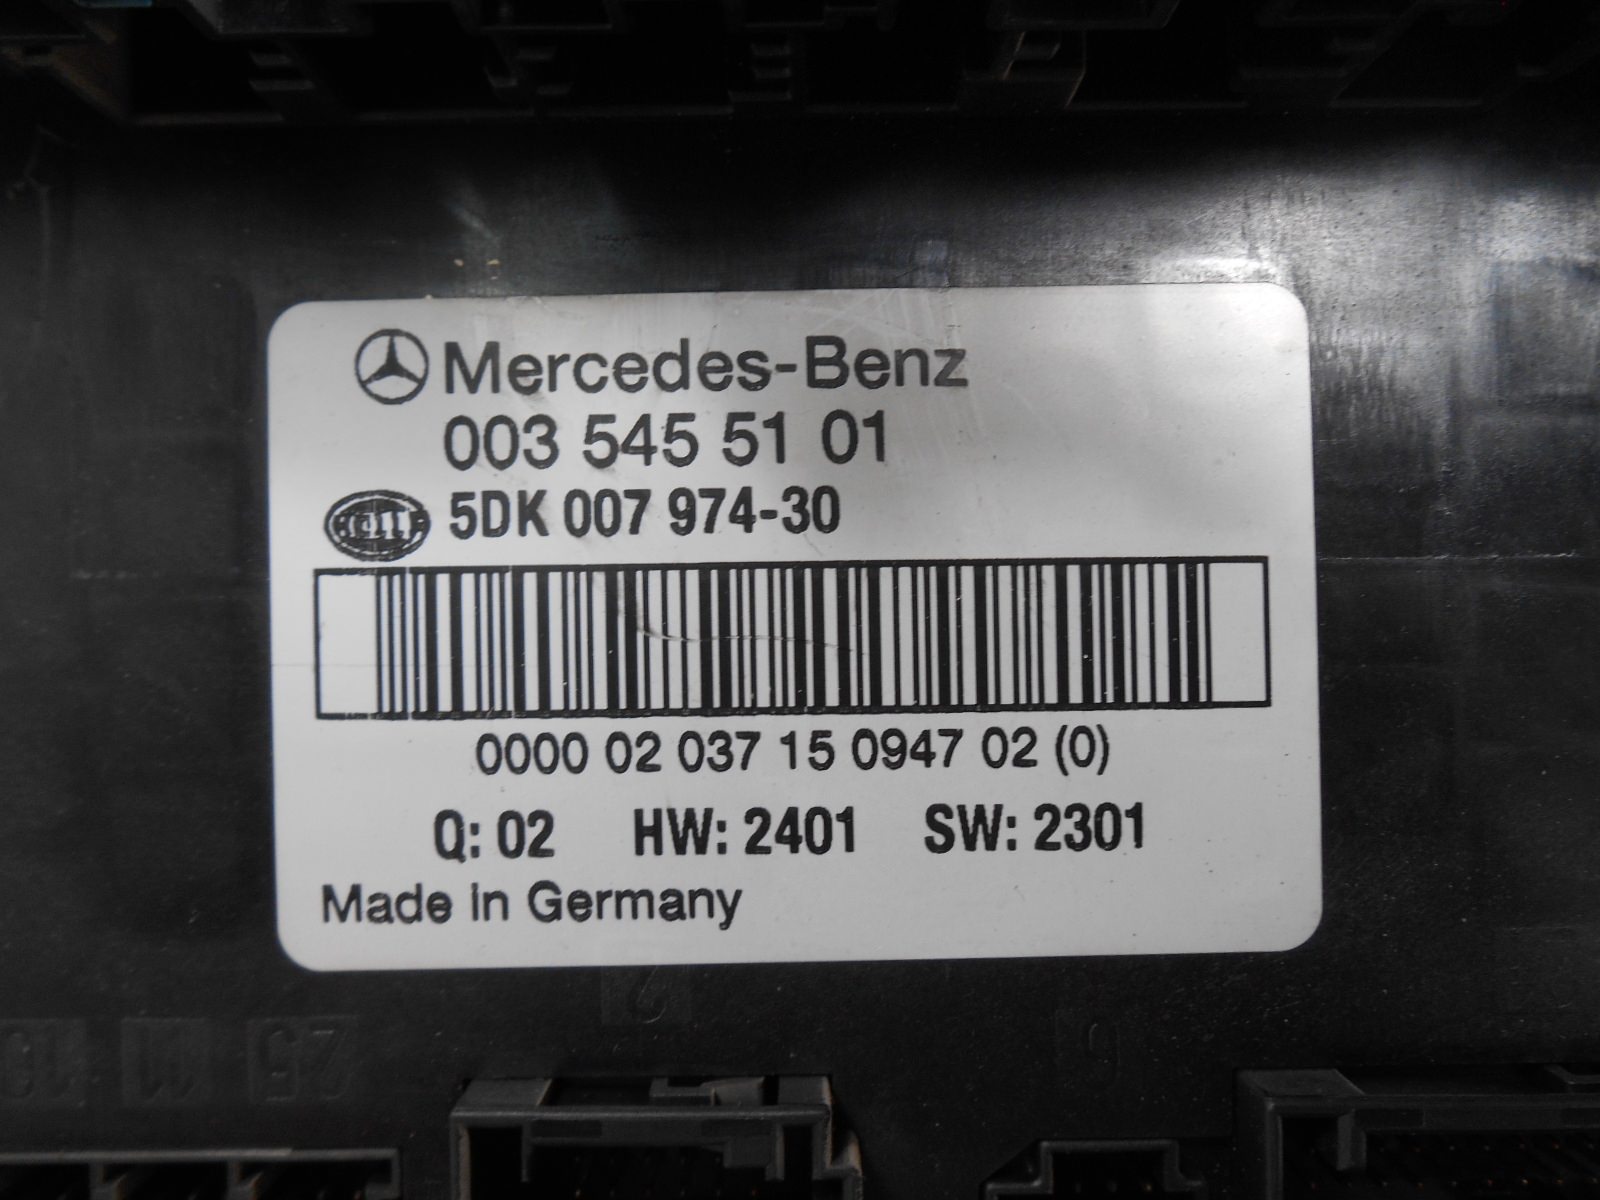 Mercedes-Benz
003 545 51 01
5DK 007 974-30
0000 02 037 15 0947 02 (0)
Q: 02 HW: 2401 SW: 2301
Made in Germany